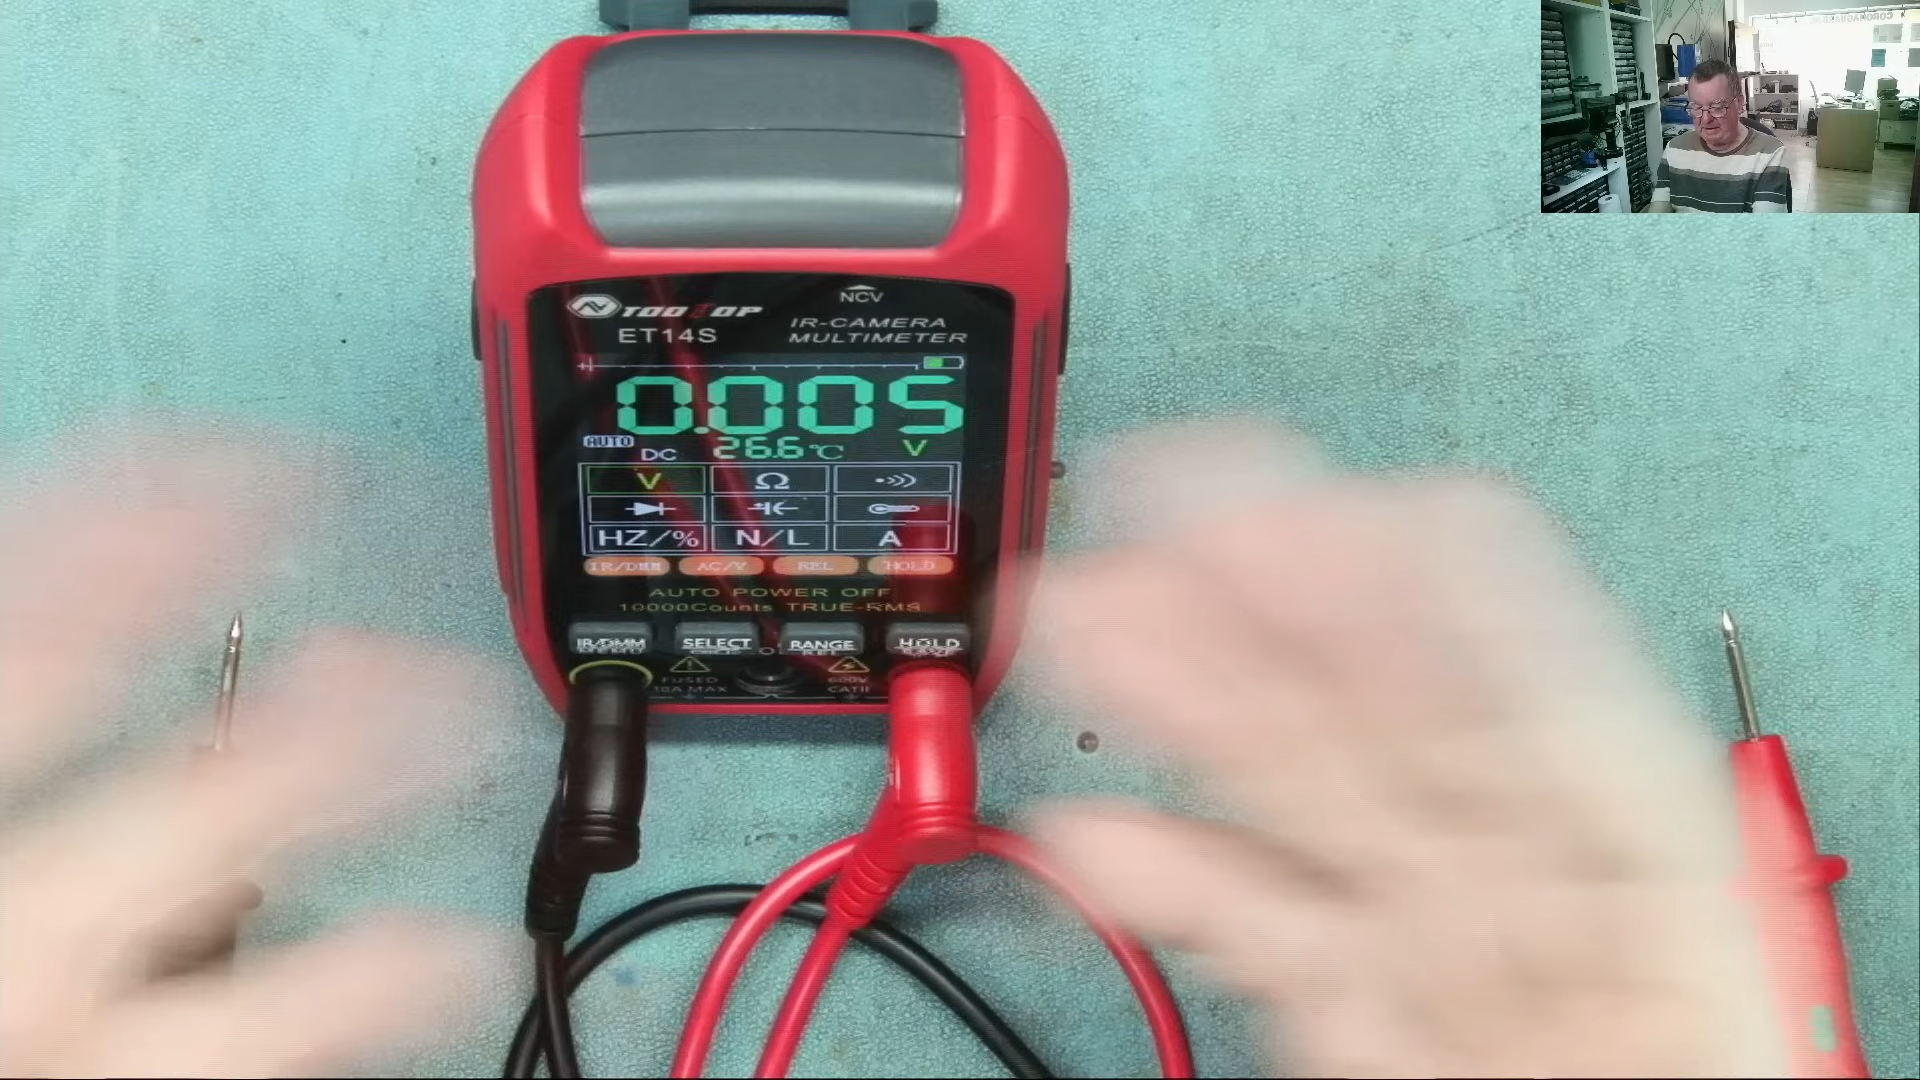 TOOLTOP
NCV
ET14S
IR-CAMERA
MULTIMETER
0.005
AUTO
DC
26.6°C
V
V
Ω
HZ/%
N/L
A
IR/DMM
AC/V
REL
HOLD
AUTO POWER OFF
10000Counts TRUE-RMS
IR/DMM
SELECT
RANGE
HOLD
REL
FUSED
10A MAX
600V
CATII